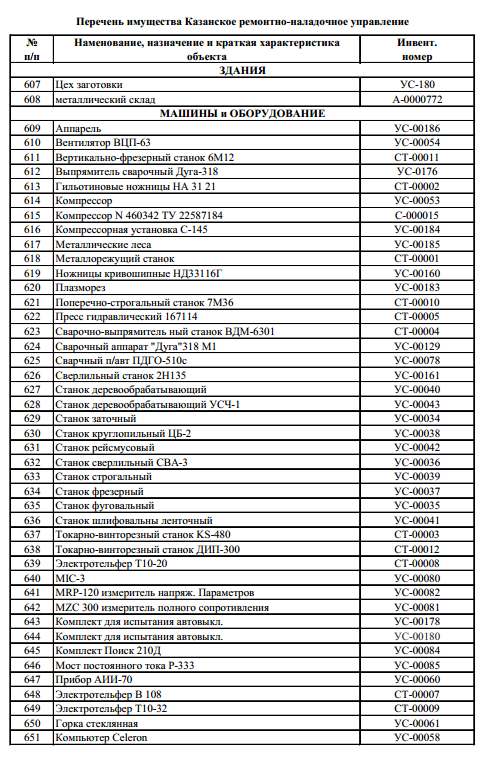 Перечень имущества Казанское ремонтно-наладочное управление
№ п/п Наименование, назначение и краткая характеристика объекта Инвент. номер
ЗДАНИЯ
607 Цех заготовки УС-180
608 металлический склад А-0000772
МАШИНЫ и ОБОРУДОВАНИЕ
609 Аппарель УС-00186
610 Вентилятор ВЦП-63 УС-00054
611 Вертикально-фрезерный станок 6М12 СТ-00011
612 Выпрямитель сварочный Дуга-318 УС-0176
613 Гильотиновые ножницы НА 31 21 СТ-00002
614 Компрессор УС-00053
615 Компрессор N 460342 ТУ 22587184 С-000015
616 Компрессорная установка С-145 УС-00184
617 Металлические леса УС-00185
618 Металлорежущий станок СТ-00001
619 Ножницы кривошипные НД33116Г УС-00160
620 Плазморез УС-00183
621 Поперечно-строгальный станок 7М36 СТ-00010
622 Пресс гидравлический 167114 СТ-00005
623 Сварочно-выпрямитель ный станок ВДМ-6301 СТ-00004
624 Сварочный аппарат "Дуга"318 М1 УС-00129
625 Сварчный п/авт ПДГО-510с УС-00078
626 Сверлильный станок 2Н135 УС-00161
627 Станок деревообрабатывающий УС-00040
628 Станок деревообрабатывающий УСЧ-1 УС-00043
629 Станок заточный УС-00034
630 Станок круглопильный ЦБ-2 УС-00038
631 Станок рейсмусовый УС-00042
632 Станок сверлильный СВА-3 УС-00036
633 Станок строгальный УС-00039
634 Станок фрезерный УС-00037
635 Станок фуговальный УС-00035
636 Станок шлифовальны ленточный УС-00041
637 Токарно-винторезный станок KS-480 СТ-00003
638 Токарно-винторезный станок ДИП-300 СТ-00012
639 Электротельфер Т10-20 СТ-00008
640 MIC-3 УС-00080
641 MRP-120 измеритель напряж. Параметров УС-00082
642 MZC 300 измеритель полного сопротивления УС-00081
643 Комплект для испытания автовыкл. УС-00178
644 Комплект для испытания автовыкл. УС-00180
645 Комплект Поиск 210Д УС-00084
646 Мост постоянного тока Р-333 УС-00085
647 Прибор АИИ-70 УС-00060
648 Электротельфер В 108 СТ-00007
649 Электротельфер Т10-32 СТ-00009
650 Горка стеклянная УС-00061
651 Компьютер Celeron УС-00058